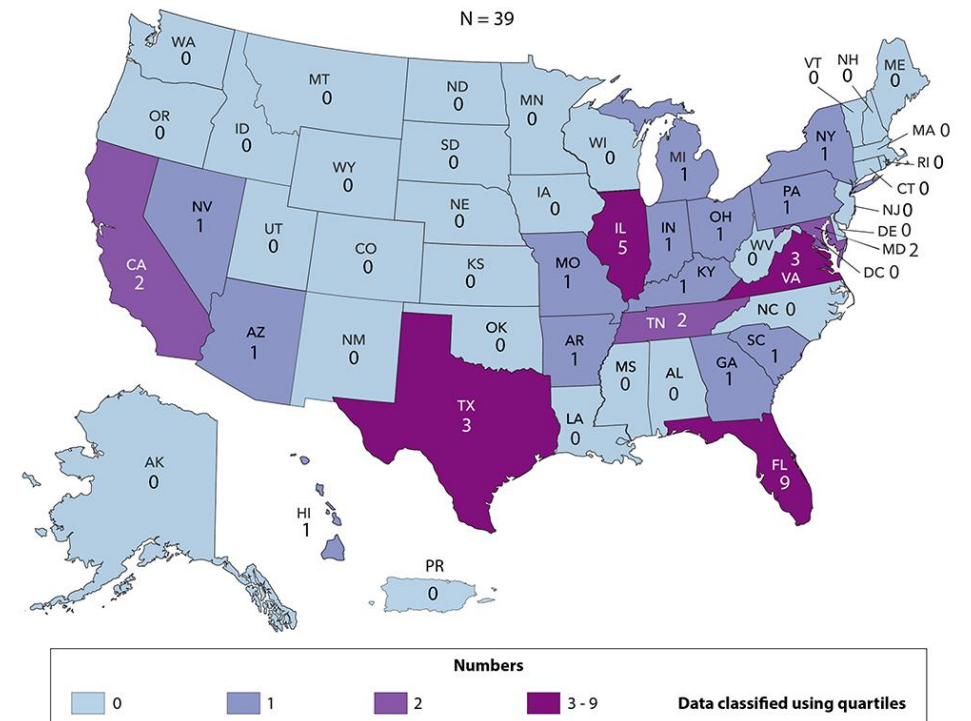 N = 39
WA
0
OR
0
ID
0
MT
0
ND
0
MN
0
SD
0
WY
0
NV
1
UT
0
CO
0
NE
0
IA
0
WI
0
MI
1
CA
2
AZ
1
NM
0
KS
0
OK
0
TX
3
MO
1
AR
1
LA
0
IL
5
IN
1
OH
1
KY
1
TN 2
MS
0
AL
0
GA
1
SC
1
NC 0
3
VA
WV
0
PA
1
NY
1
VT
0
NH
0
ME
0
MA 0
RI 0
CT 0
NJ 0
DE 0
MD 2
DC 0
FL
9
AK
0
HI
1
PR
0
Numbers
0 1 2 3 - 9 Data classified using quartiles